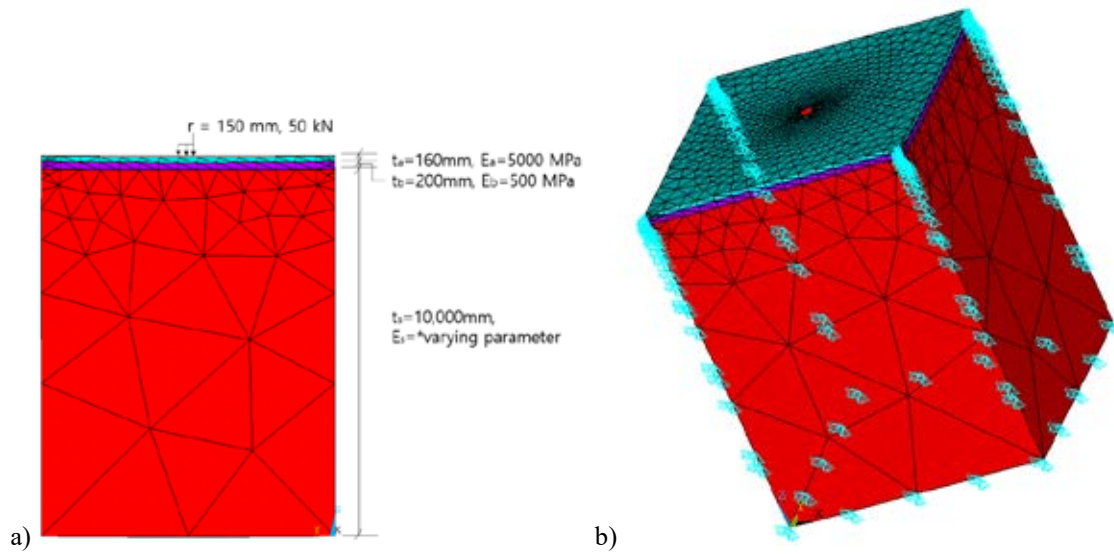 r = 150 mm, 50 kN
tₐ=160mm, Eₐ=5000 MPa
t_b=200mm, E_b=500 MPa
tₛ=10,000mm,
Eₛ=*varying parameter
a)
b)